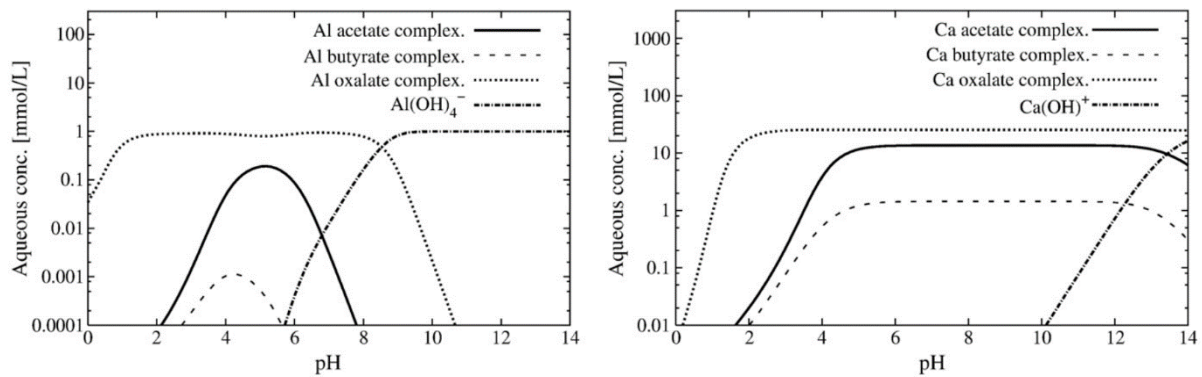 Aqueous conc. [mmol/L]
100
10
1
0.1
0.01
0.001
0.0001
Al acetate complex.
Al butyrate complex.
Al oxalate complex.
Al(OH)₄⁻
0 2 4 6 8 10 12 14
pH
Aqueous conc. [mmol/L]
1000
100
10
1
0.1
0.01
Ca acetate complex.
Ca butyrate complex.
Ca oxalate complex.
Ca(OH)⁺
0 2 4 6 8 10 12 14
pH